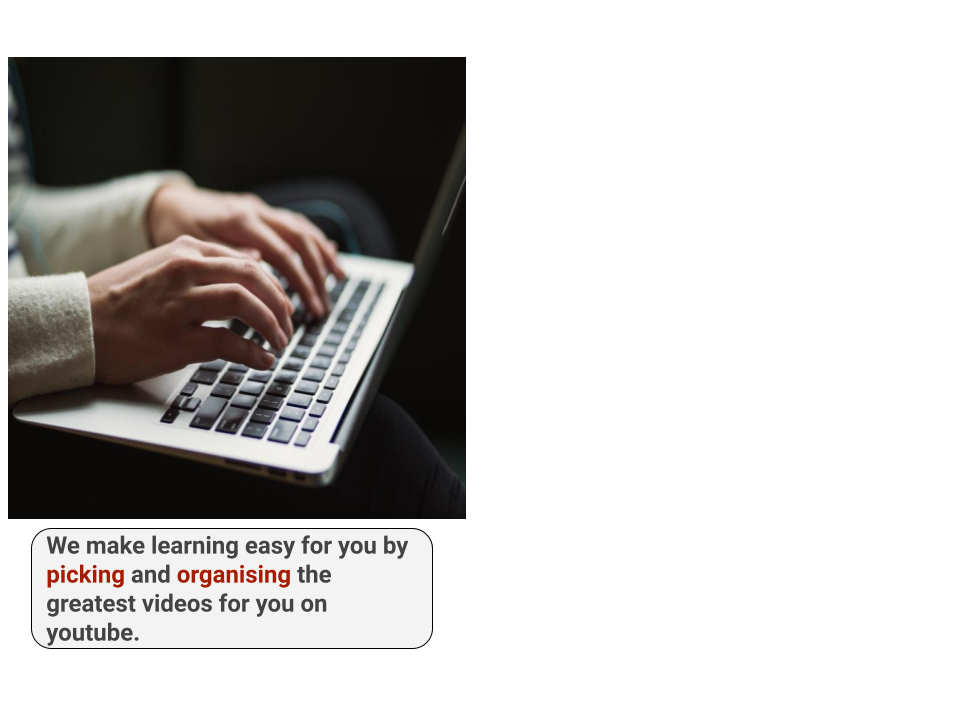 We make learning easy for you by
picking and organising the
greatest videos for you on
youtube.